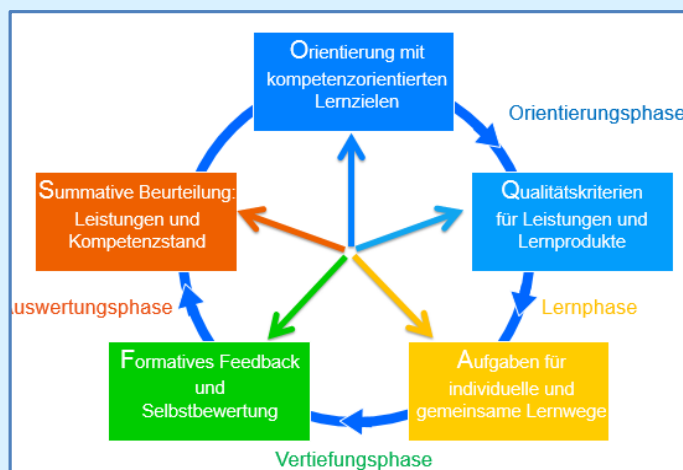 Orientierung mit
kompetenzorientierten
Lernzielen
Orientierungsphase
Summative Beurteilung:
Leistungen und
Kompetenzstand
Qualitätskriterien
für Leistungen und
Lernprodukte
Auswertungsphase
Lernphase
Formatives Feedback
und
Selbstbewertung
Aufgaben für
individuelle und
gemeinsame Lernwege
Vertiefungsphase